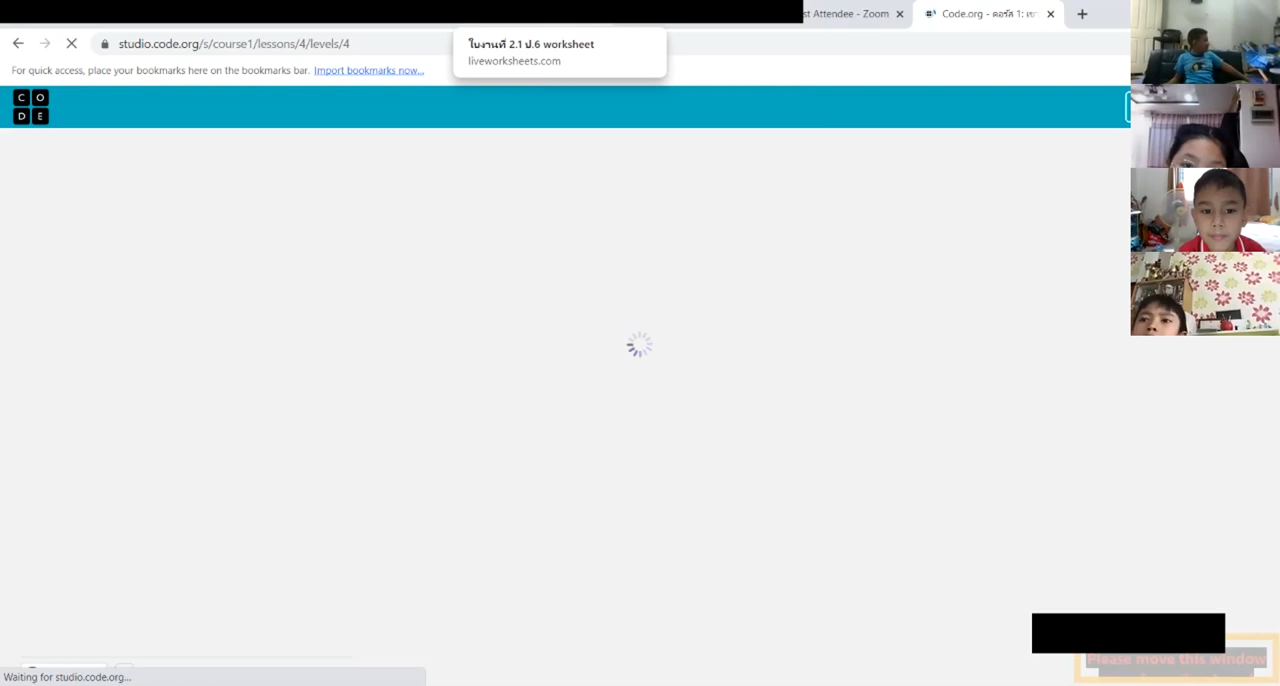 st Attendee - Zoom
Code.org - คอร์ส 1: เขา
studio.code.org/s/course1/lessons/4/levels/4
ใบงานที่ 2.1 ป.6 worksheet
liveworksheets.com
For quick access, place your bookmarks here on the bookmarks bar. Import bookmarks now...
C O
D E
Please move this window
Waiting for studio.code.org...